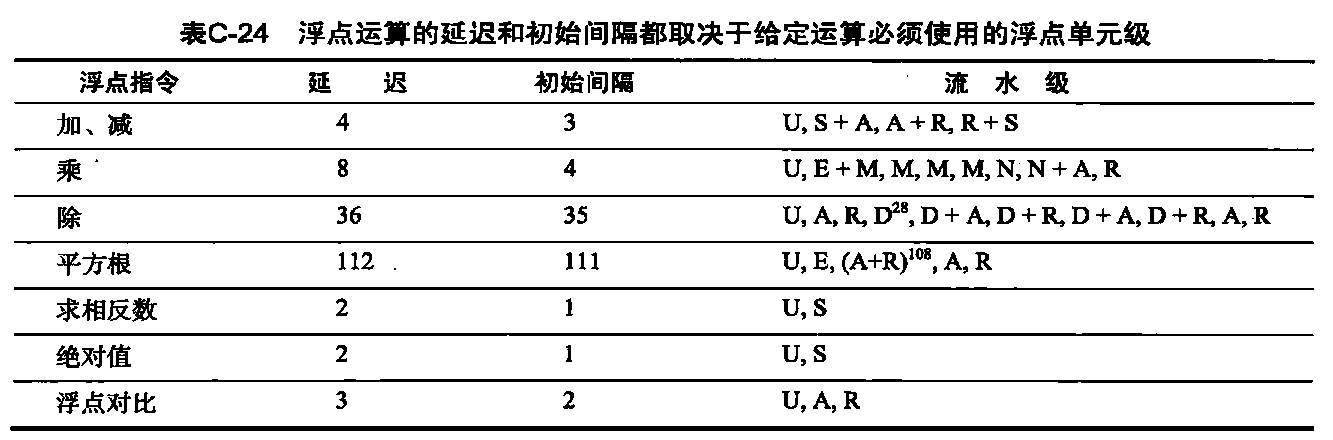 表C-24 浮点运算的延迟和初始间隔都取决于给定运算必须使用的浮点单元级
浮点指令 延 迟 初始间隔 流 水 级
加、减 4 3 U, S + A, A + R, R + S
乘 8 4 U, E + M, M, M, M, N, N + A, R
除 36 35 U, A, R, D²⁸, D + A, D + R, D + A, D + R, A, R
平方根 112 111 U, E, (A+R)¹⁰⁸, A, R
求相反数 2 1 U, S
绝对值 2 1 U, S
浮点对比 3 2 U, A, R